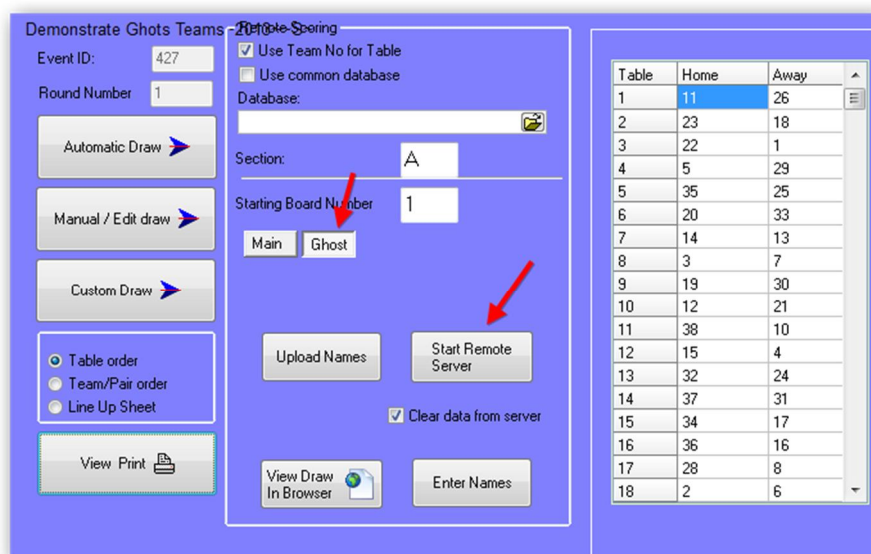 Demonstrate Ghots Teams -2013
Event ID: 427
Round Number 1
Automatic Draw
Manual / Edit draw
Custom Draw
Table order
Team/Pair order
Line Up Sheet
View Print
Remote Scoring
Use Team No for Table
Use common database
Database:
Section: A
Starting Board Number 1
Main Ghost
Upload Names Start Remote
Server
Clear data from server
View Draw
In Browser
Enter Names
Table Home Away
1 11 26
2 23 18
3 22 1
4 5 29
5 35 25
6 20 33
7 14 13
8 3 7
9 19 30
10 12 21
11 38 10
12 15 4
13 32 24
14 37 31
15 34 17
16 36 16
17 28 8
18 2 6